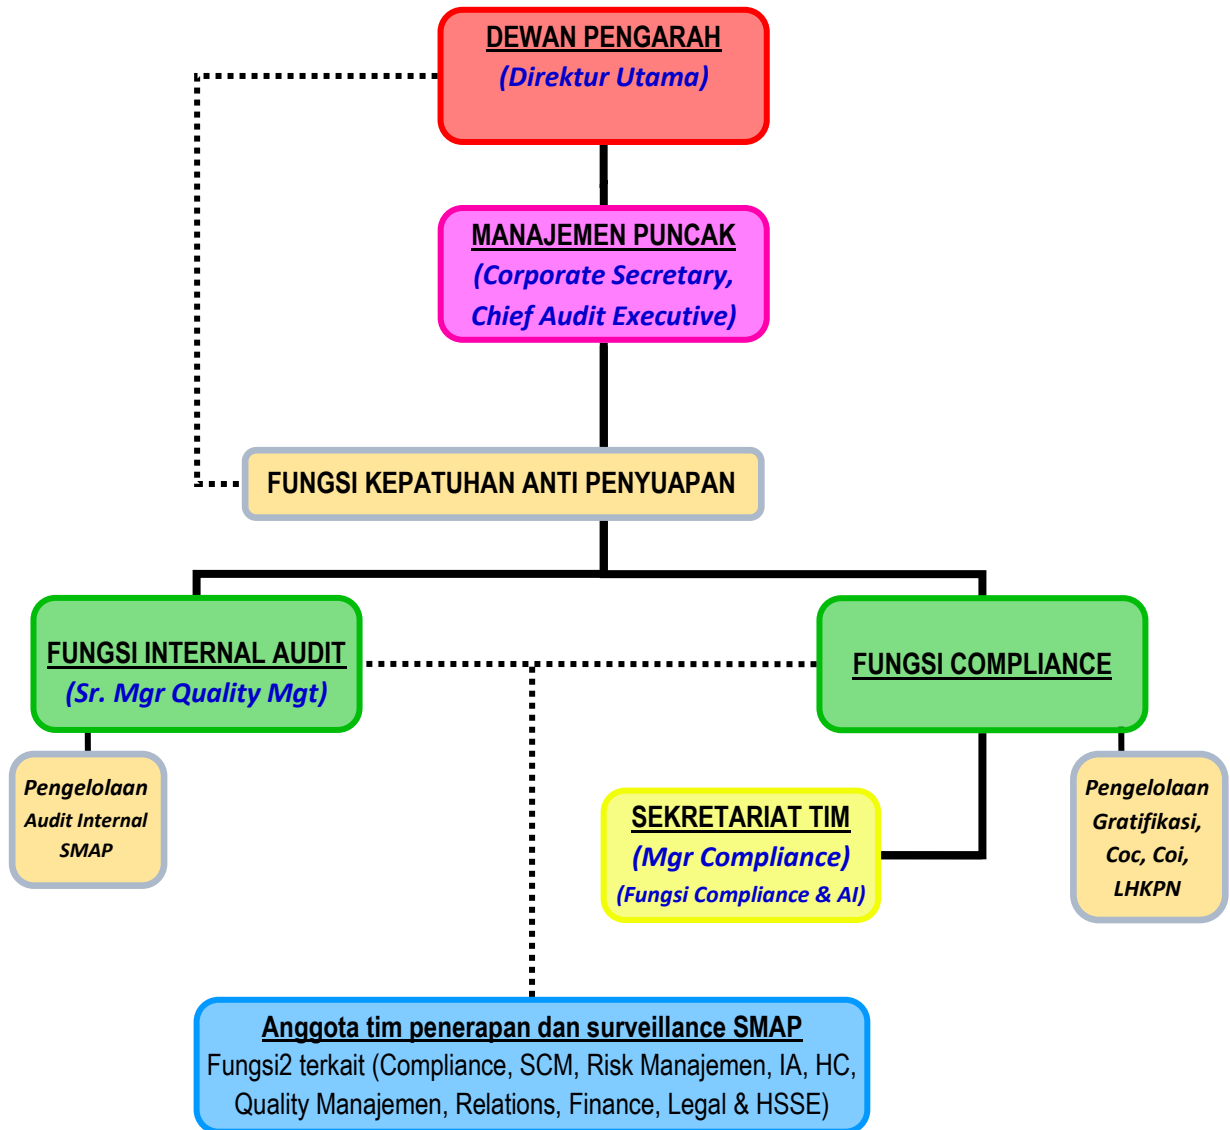 DEWAN PENGARAH
(Direktur Utama)
MANAJEMEN PUNCAK
(Corporate Secretary,
Chief Audit Executive)
FUNGSI KEPATUHAN ANTI PENYUAPAN
FUNGSI INTERNAL AUDIT
(Sr. Mgr Quality Mgt)
FUNGSI COMPLIANCE
Pengelolaan
Audit Internal
SMAP
SEKRETARIAT TIM
(Mgr Compliance)
(Fungsi Compliance & AI)
Pengelolaan
Gratifikasi,
Coc, Coi,
LHKPN
Anggota tim penerapan dan surveillance SMAP
Fungsi2 terkait (Compliance, SCM, Risk Manajemen, IA, HC,
Quality Manajemen, Relations, Finance, Legal & HSSE)